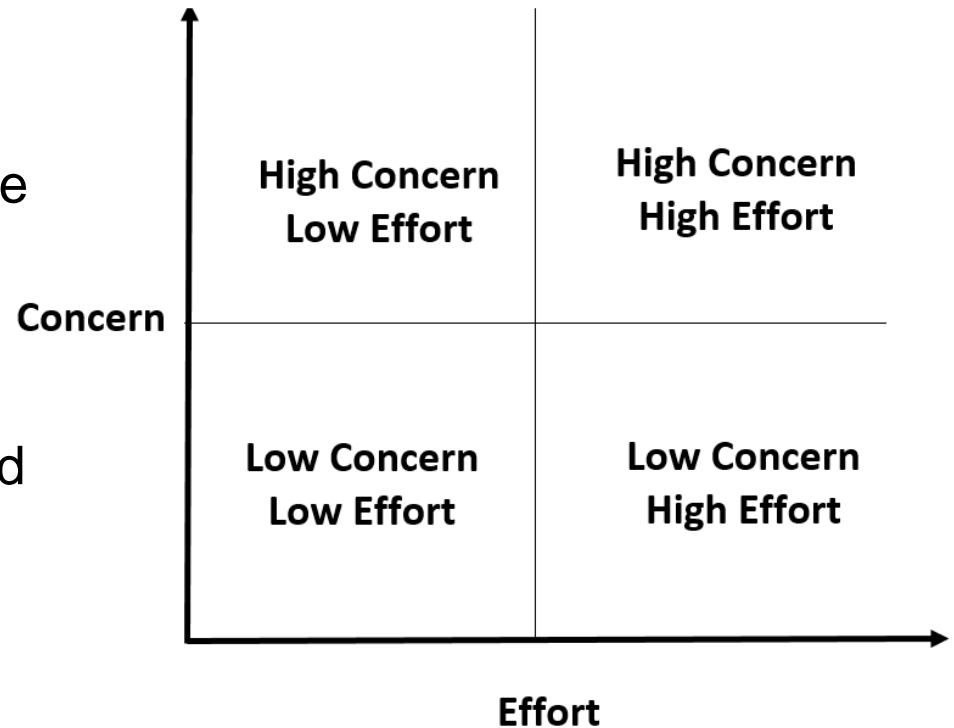 High Concern
Low Effort
High Concern
High Effort
e
Concern
Low Concern
Low Effort
Low Concern
High Effort
d
Effort